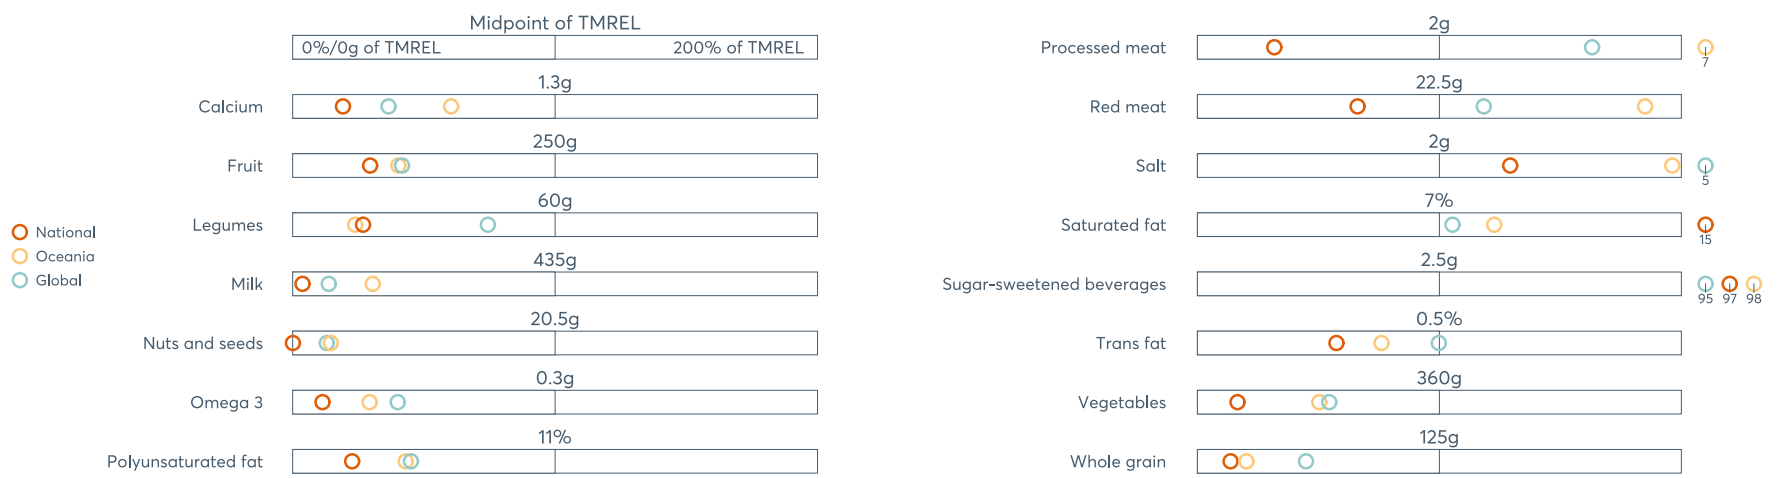 Midpoint of TMREL
0%/0g of TMREL 200% of TMREL
1.3g
Calcium
250g
Fruit
60g
Legumes
435g
Milk
20.5g
Nuts and seeds
0.3g
Omega 3
11%
Polyunsaturated fat
National
Oceania
Global
2g
Processed meat
7
22.5g
Red meat
2g
Salt
5
7%
Saturated fat
15
2.5g
Sugar-sweetened beverages
95 97 98
0.5%
Trans fat
360g
Vegetables
125g
Whole grain